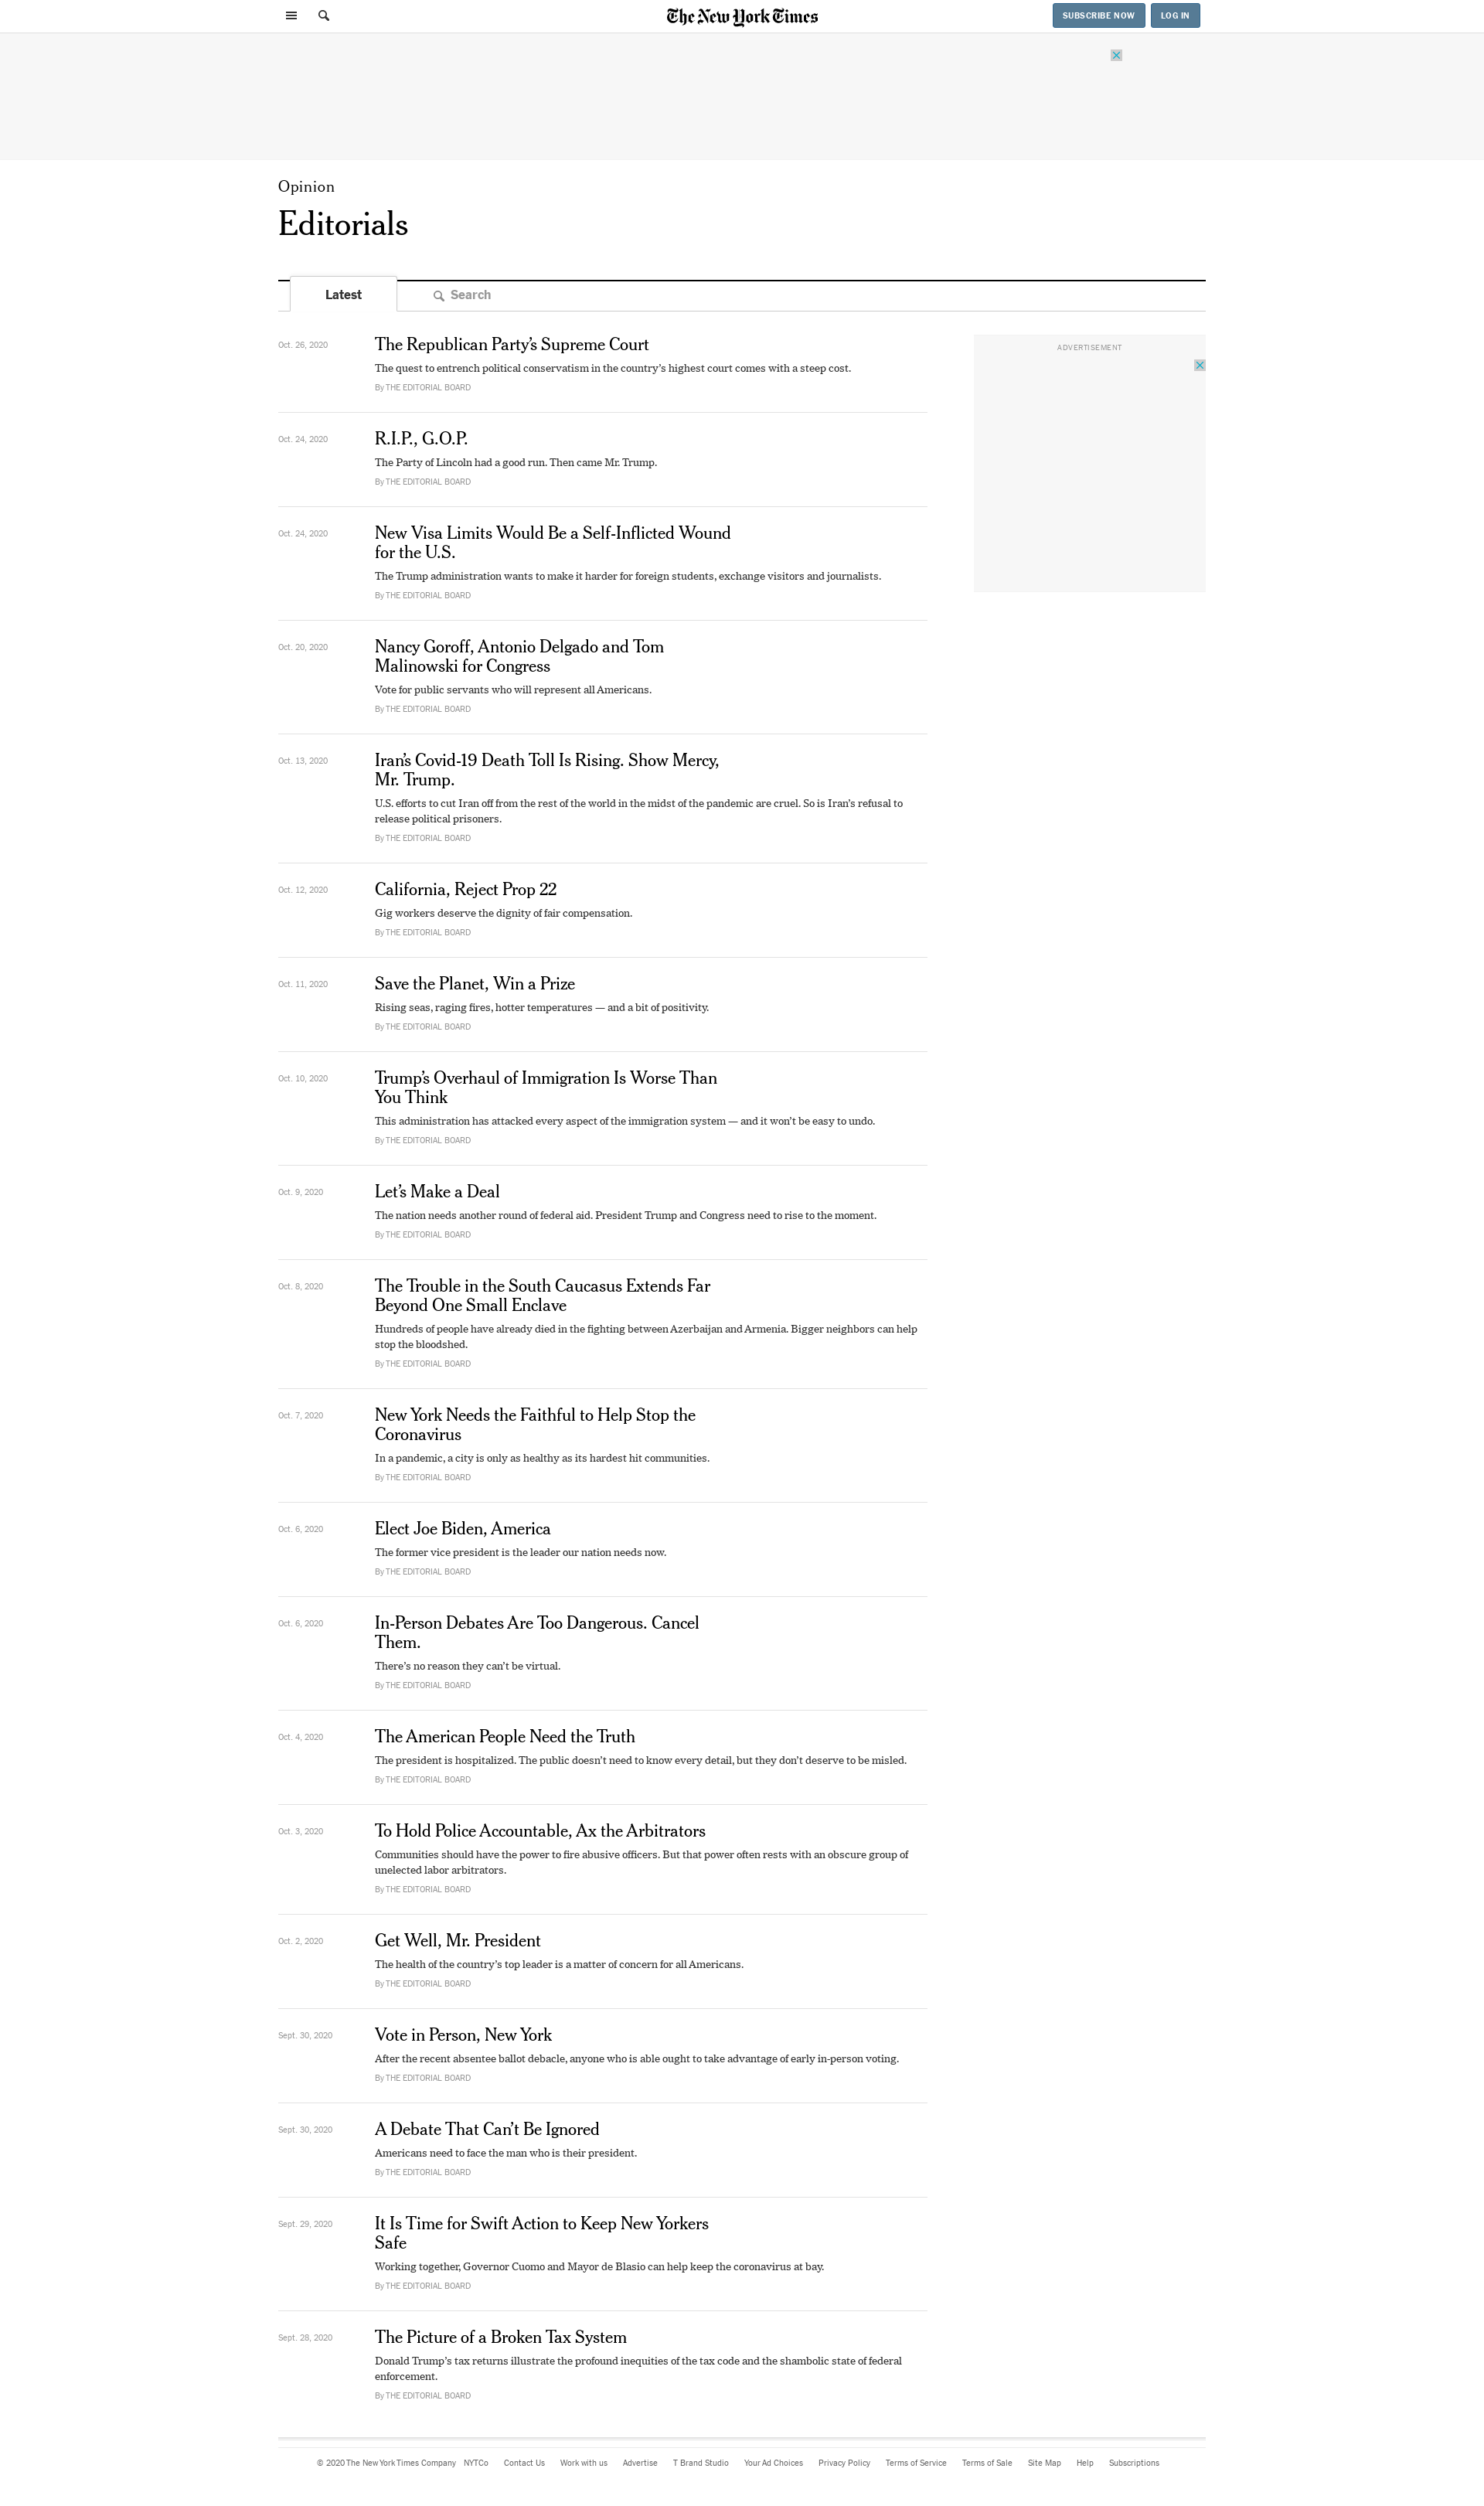 The New York Times
SUBSCRIBE NOW
LOG IN
Opinion
Editorials
Latest
Search
ADVERTISEMENT
Oct. 26, 2020
The Republican Party's Supreme Court
The quest to entrench political conservatism in the country's highest court comes with a steep cost.
By THE EDITORIAL BOARD
Oct. 24, 2020
R.I.P., G.O.P.
The Party of Lincoln had a good run. Then came Mr. Trump.
By THE EDITORIAL BOARD
Oct. 24, 2020
New Visa Limits Would Be a Self-Inflicted Wound
for the U.S.
The Trump administration wants to make it harder for foreign students, exchange visitors and journalists.
By THE EDITORIAL BOARD
Oct. 20, 2020
Nancy Goroff, Antonio Delgado and Tom
Malinowski for Congress
Vote for public servants who will represent all Americans.
By THE EDITORIAL BOARD
Oct. 13, 2020
Iran's Covid-19 Death Toll Is Rising. Show Mercy,
Mr. Trump.
U.S. efforts to cut Iran off from the rest of the world in the midst of the pandemic are cruel. So is Iran's refusal to
release political prisoners.
By THE EDITORIAL BOARD
Oct. 12, 2020
California, Reject Prop 22
Gig workers deserve the dignity of fair compensation.
By THE EDITORIAL BOARD
Oct. 11, 2020
Save the Planet, Win a Prize
Rising seas, raging fires, hotter temperatures — and a bit of positivity.
By THE EDITORIAL BOARD
Oct. 10, 2020
Trump's Overhaul of Immigration Is Worse Than
You Think
This administration has attacked every aspect of the immigration system — and it won't be easy to undo.
By THE EDITORIAL BOARD
Oct. 9, 2020
Let's Make a Deal
The nation needs another round of federal aid. President Trump and Congress need to rise to the moment.
By THE EDITORIAL BOARD
Oct. 8, 2020
The Trouble in the South Caucasus Extends Far
Beyond One Small Enclave
Hundreds of people have already died in the fighting between Azerbaijan and Armenia. Bigger neighbors can help
stop the bloodshed.
By THE EDITORIAL BOARD
Oct. 7, 2020
New York Needs the Faithful to Help Stop the
Coronavirus
In a pandemic, a city is only as healthy as its hardest hit communities.
By THE EDITORIAL BOARD
Oct. 6, 2020
Elect Joe Biden, America
The former vice president is the leader our nation needs now.
By THE EDITORIAL BOARD
Oct. 6, 2020
In-Person Debates Are Too Dangerous. Cancel
Them.
There's no reason they can't be virtual.
By THE EDITORIAL BOARD
Oct. 4, 2020
The American People Need the Truth
The president is hospitalized. The public doesn't need to know every detail, but they don't deserve to be misled.
By THE EDITORIAL BOARD
Oct. 3, 2020
To Hold Police Accountable, Ax the Arbitrators
Communities should have the power to fire abusive officers. But that power often rests with an obscure group of
unelected labor arbitrators.
By THE EDITORIAL BOARD
Oct. 2, 2020
Get Well, Mr. President
The health of the country's top leader is a matter of concern for all Americans.
By THE EDITORIAL BOARD
Sept. 30, 2020
Vote in Person, New York
After the recent absentee ballot debacle, anyone who is able ought to take advantage of early in-person voting.
By THE EDITORIAL BOARD
Sept. 30, 2020
A Debate That Can't Be Ignored
Americans need to face the man who is their president.
By THE EDITORIAL BOARD
Sept. 29, 2020
It Is Time for Swift Action to Keep New Yorkers
Safe
Working together, Governor Cuomo and Mayor de Blasio can help keep the coronavirus at bay.
By THE EDITORIAL BOARD
Sept. 28, 2020
The Picture of a Broken Tax System
Donald Trump's tax returns illustrate the profound inequities of the tax code and the shambolic state of federal
enforcement.
By THE EDITORIAL BOARD
© 2020 The New York Times Company NYTCo Contact Us Work with us Advertise T Brand Studio Your Ad Choices Privacy Policy Terms of Service Terms of Sale Site Map Help Subscriptions